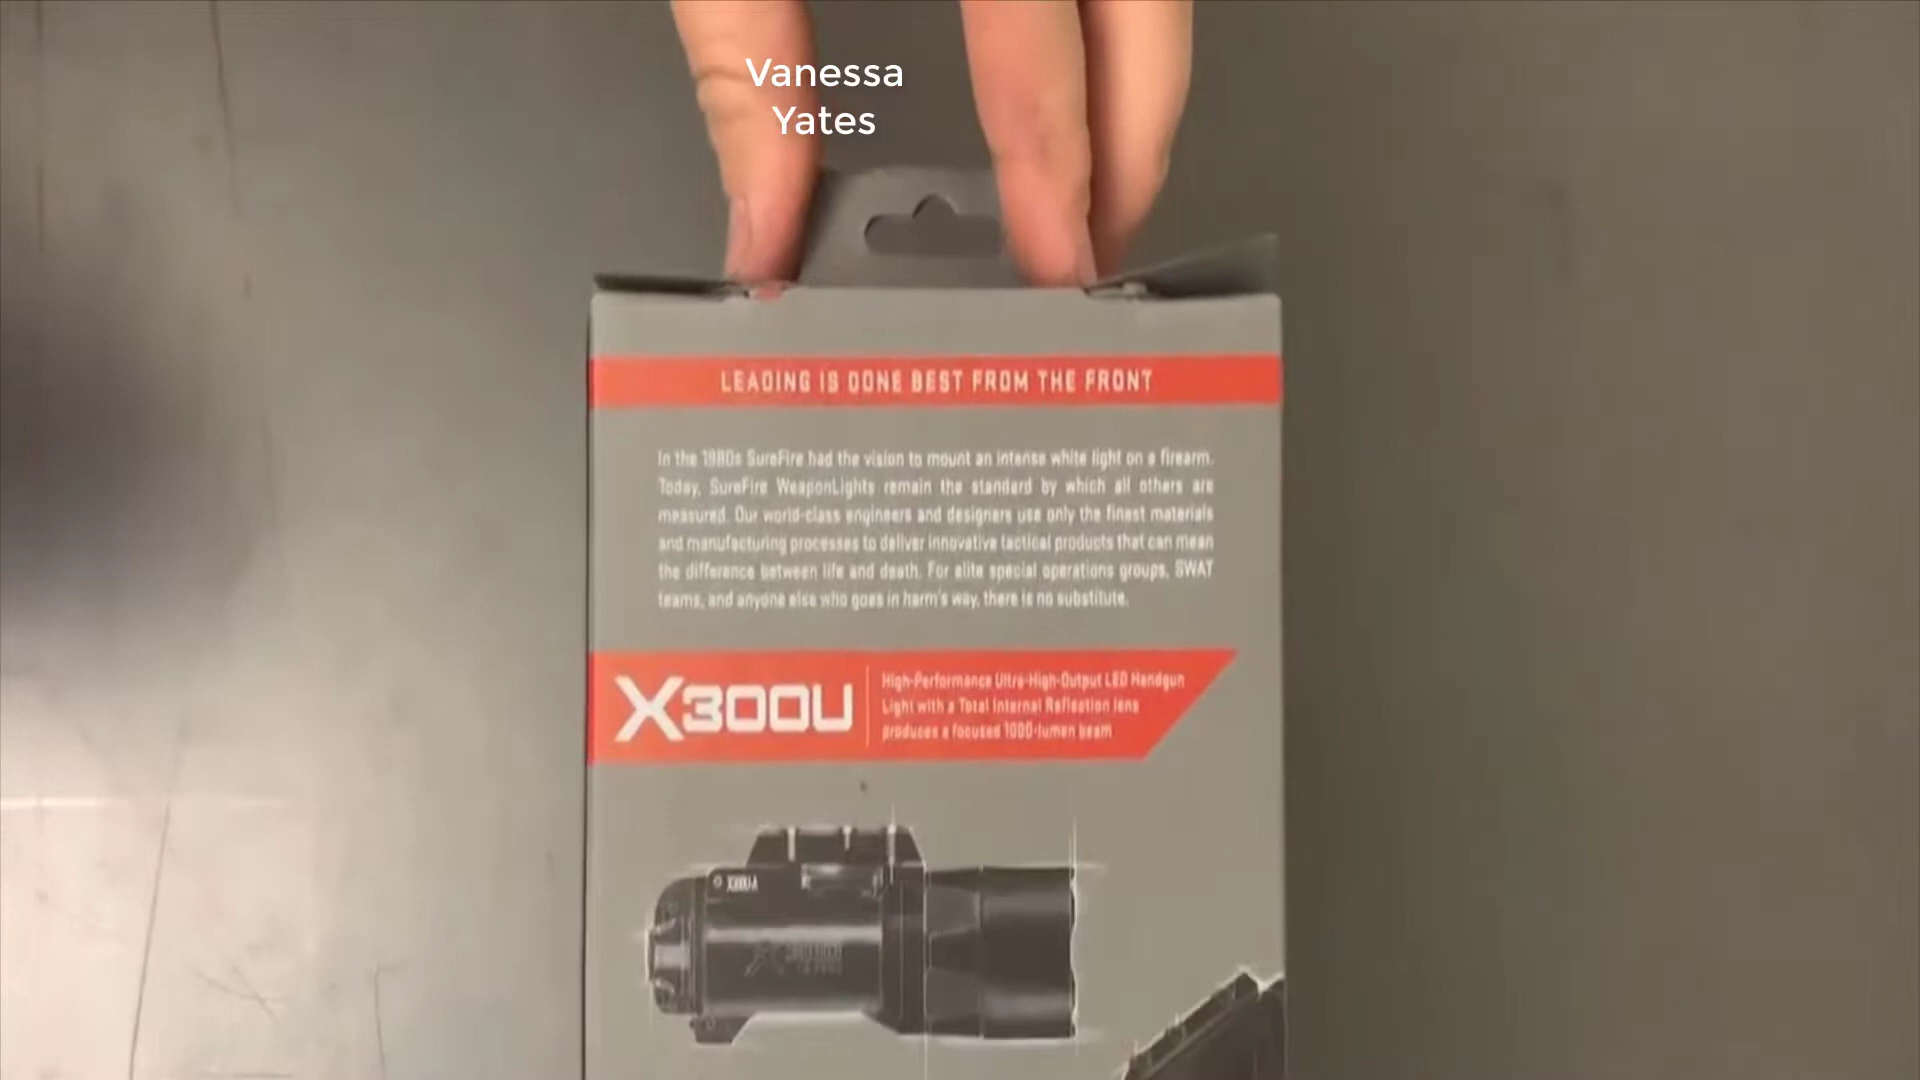 Vanessa
Yates
LEADING IS DONE BEST FROM THE FRONT
In the 1980s SureFire had the vision to mount an intense white light on a firearm.
Today, SureFire WeaponLights remain the standard by which all others are
measured. Our world-class engineers and designers use only the finest materials
and manufacturing processes to deliver innovative tactical products that can mean
the difference between life and death. For elite special operations groups, SWAT
teams, and anyone else who goes in harm's way, there is no substitute.
X300U
High-Performance Ultra-High-Output LED Handgun
Light with a Total Internal Reflection lens
produces a focused 1000-lumen beam